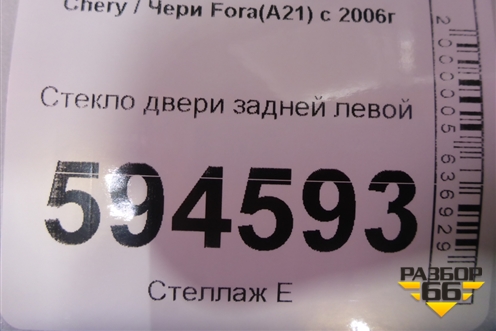 Chery / Чери Fora(A21) с 2006г
Стекло двери задней левой
594593
Стеллаж Е
2000005636929
РАЗБОР
66